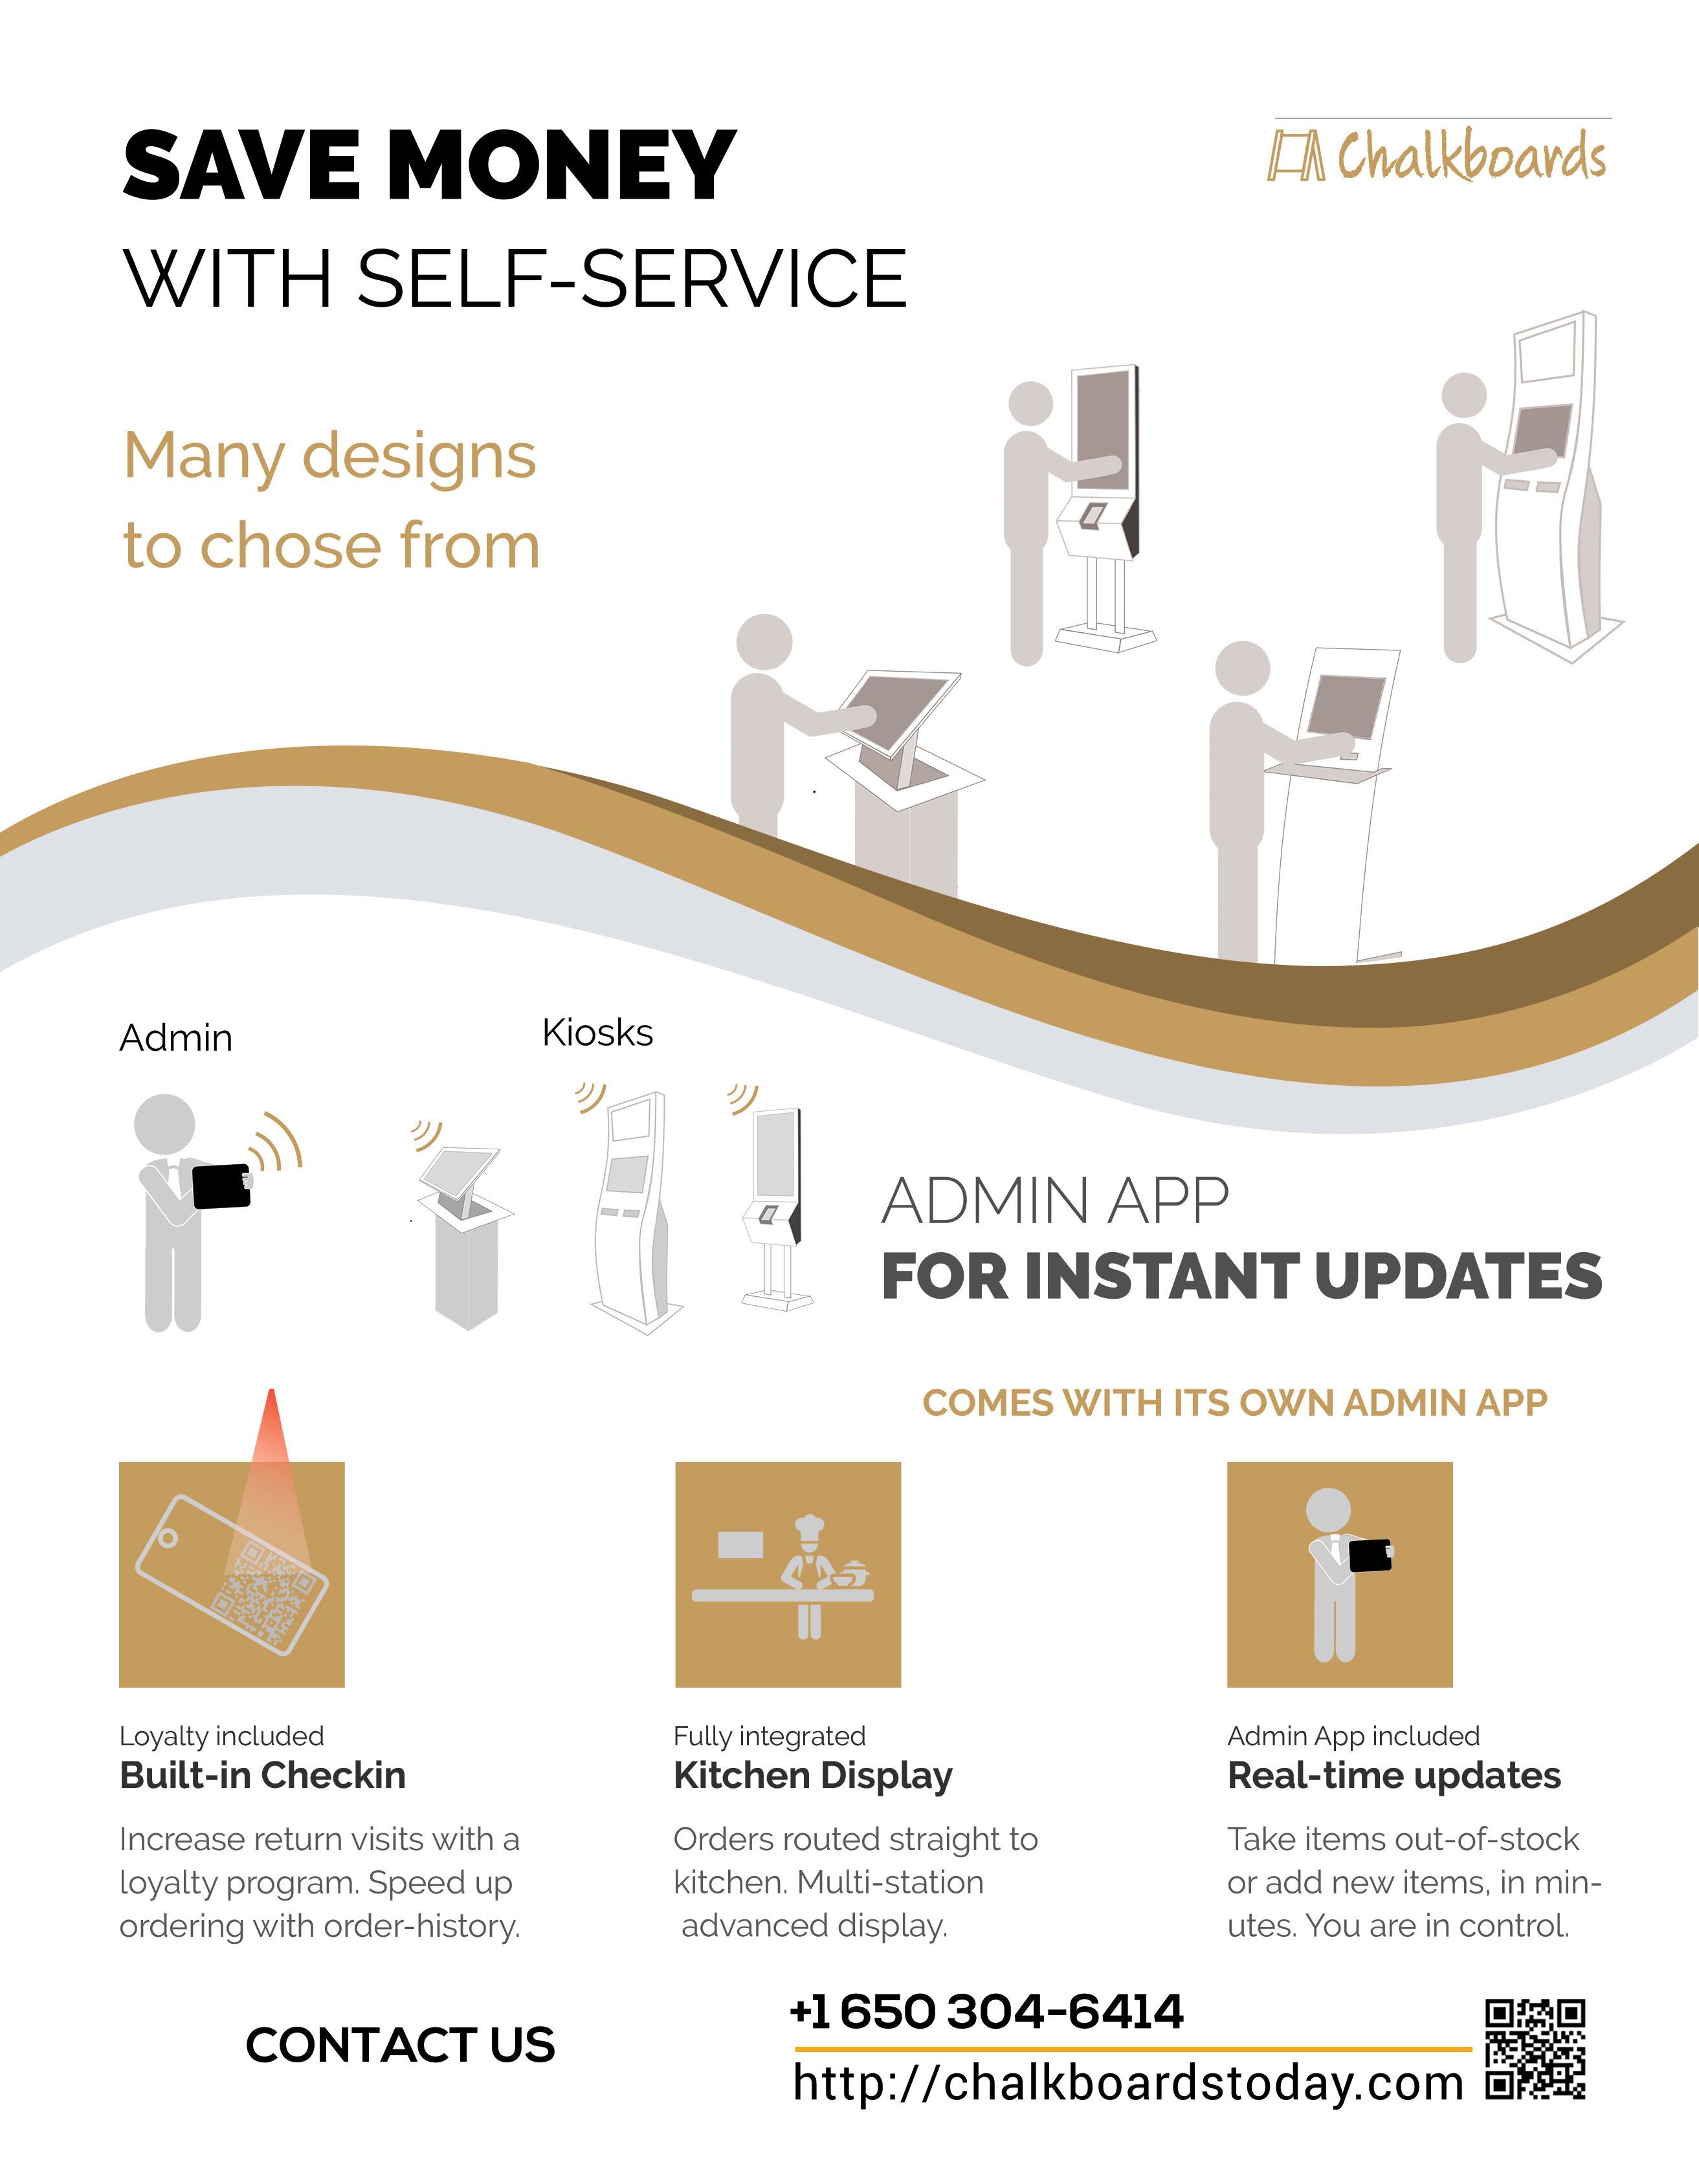 SAVE MONEY
WITH SELF-SERVICE
Chalkboards
Many designs
to chose from
Admin
Kiosks
ADMIN APP
FOR INSTANT UPDATES
COMES WITH ITS OWN ADMIN APP
Loyalty included
Built-in Checkin
Increase return visits with a
loyalty program. Speed up
ordering with order-history.
Fully integrated
Kitchen Display
Orders routed straight to
kitchen. Multi-station
advanced display.
Admin App included
Real-time updates
Take items out-of-stock
or add new items, in min-
utes. You are in control.
CONTACT US
+1 650 304-6414
http://chalkboardstoday.com